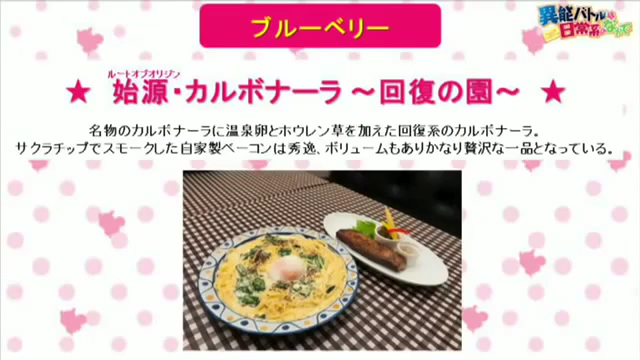 異能バトルは
日常系のなかで
ブルーベリー
ルートオブオリジン
★ 始源・カルボナーラ ～回復の園～ ★
名物のカルボナーラに温泉卵とホウレン草を加えた回復系のカルボナーラ。
サクラチップでスモークした自家製ベーコンは秀逸、ボリュームもありかなり贅沢な一品となっている。